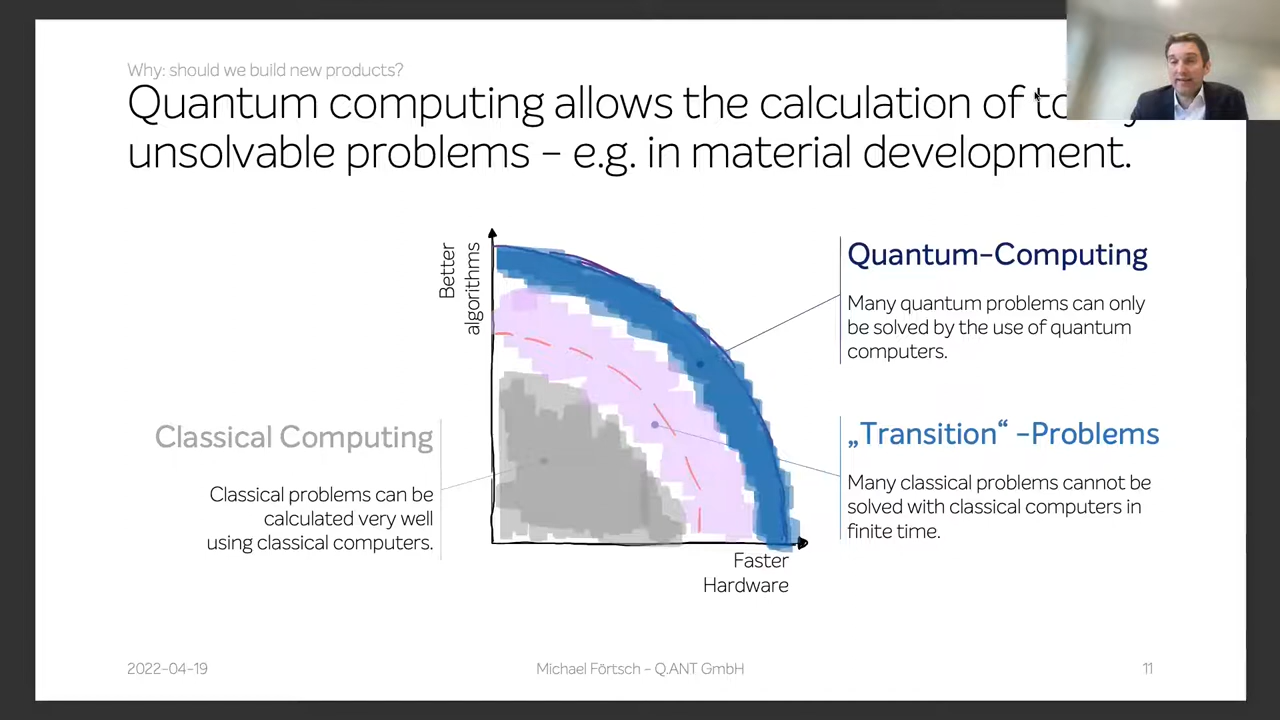 Why: should we build new products?
Quantum computing allows the calculation of
unsolvable problems – e.g. in material development.
Better
algorithms
Quantum-Computing
Many quantum problems can only
be solved by the use of quantum
computers.
Classical Computing
Classical problems can be
calculated very well
using classical computers.
„Transition“ -Problems
Many classical problems cannot be
solved with classical computers in
finite time.
Faster
Hardware
2022-04-19
Michael Förtsch – Q.ANT GmbH
11